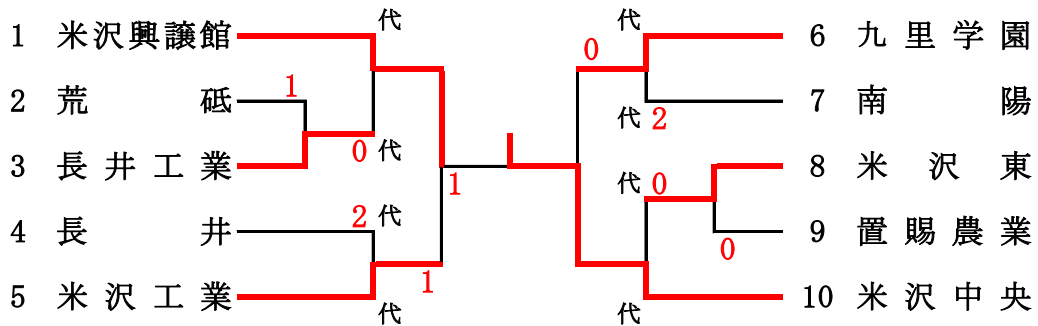 1 米沢興譲館
2 荒砥
3 長井工業
4 長井
5 米沢工業
代
1
0
代
2
代
1
代
1
0
代
代
2
代
0
0
代
6 九里学園
7 南陽
8 米沢東
9 置賜農業
10 米沢中央